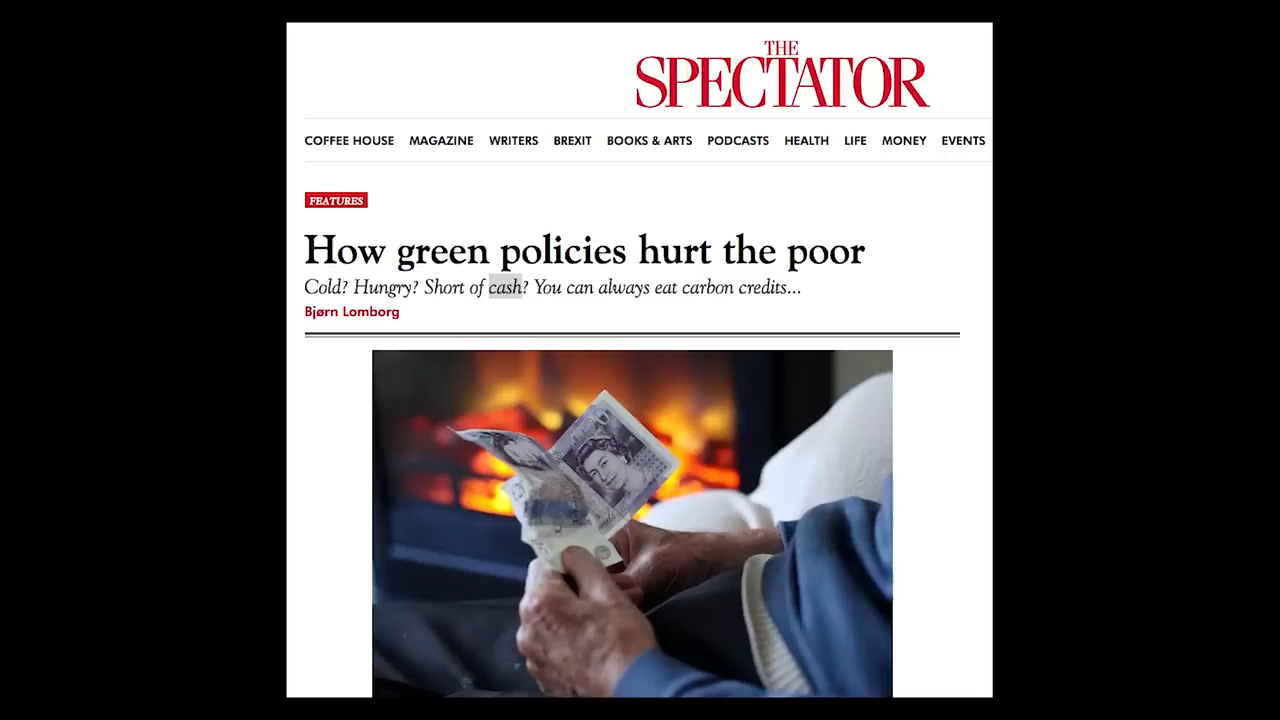 THE
SPECTATOR
COFFEE HOUSE MAGAZINE WRITERS BREXIT BOOKS & ARTS PODCASTS HEALTH LIFE MONEY EVENTS
FEATURES
How green policies hurt the poor
Cold? Hungry? Short of cash? You can always eat carbon credits...
Bjørn Lomborg